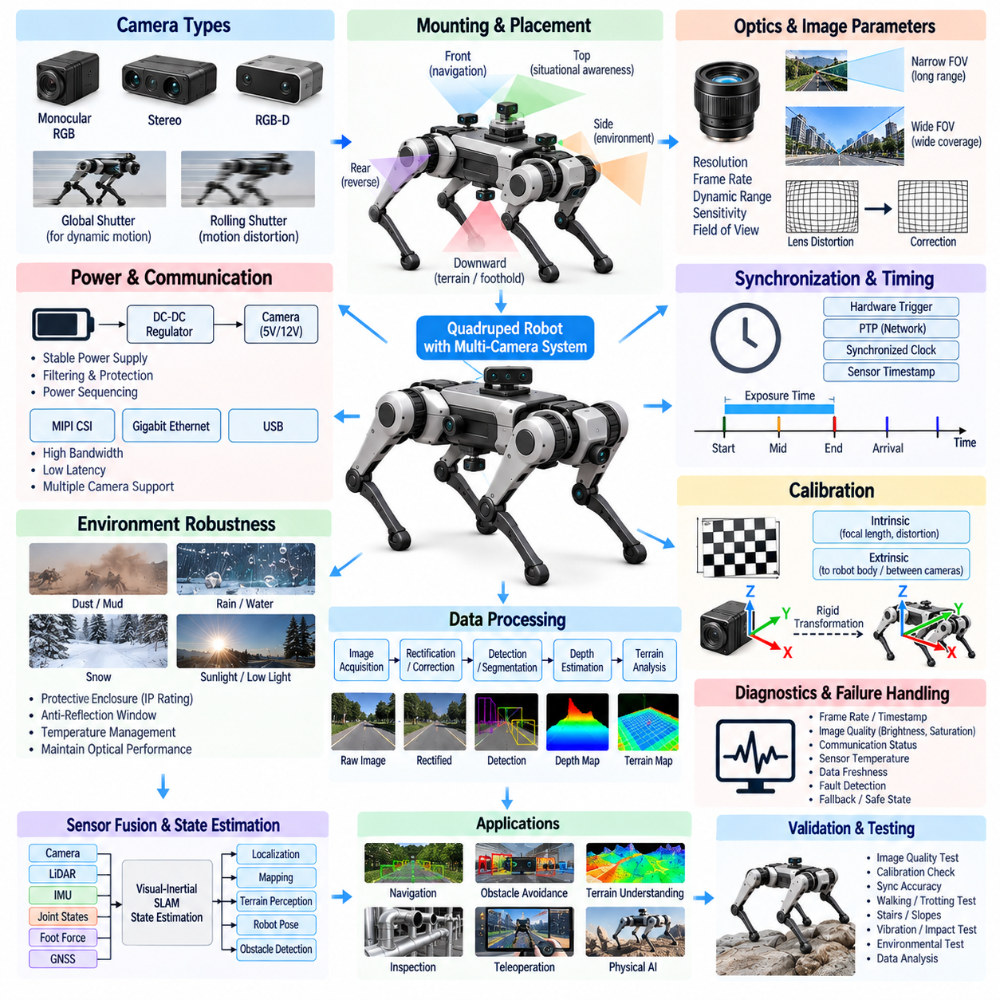 Camera Types
Monocular
RGB
Stereo
RGB-D
Global Shutter
(for dynamic motion)
Rolling Shutter
(motion distortion)
Mounting & Placement
Front
(navigation)
Top
(situational awareness)
Side
(environment)
Rear
(reverse)
Downward
(terrain / foothold)
Optics & Image Parameters
Narrow FOV
(long range)
Wide FOV
(wide coverage)
Resolution
Frame Rate
Dynamic Range
Sensitivity
Field of View
Lens Distortion
Correction
Power & Communication
DC-DC
Regulator
Camera
(5V/12V)
• Stable Power Supply
• Filtering & Protection
• Power Sequencing
MIPI CSI
Gigabit Ethernet
USB
• High Bandwidth
• Low Latency
• Multiple Camera Support
Quadruped Robot
with Multi-Camera System
Synchronization & Timing
Hardware Trigger
PTP (Network)
Synchronized Clock
Sensor Timestamp
Exposure Time
Start
Mid
End
Arrival
Time
Environment Robustness
Dust / Mud
Rain / Water
Snow
Sunlight / Low Light
• Protective Enclosure (IP Rating)
• Anti-Reflection Window
• Temperature Management
• Maintain Optical Performance
Calibration
Intrinsic
(focal length, distortion)
Extrinsic
(to robot body / between cameras)
Z
Y
X
Rigid
Transformation
Z
Y
X
Data Processing
Image
Acquisition
Rectification
/ Correction
Detection
/Segmentation
Depth
Estimation
Terrain
Analysis
Raw Image
Rectified
Detection
Depth Map
Terrain Map
Diagnostics & Failure Handling
• Frame Rate / Timestamp
• Image Quality (Brightness, Saturation)
• Communication Status
• Sensor Temperature
• Data Freshness
• Fault Detection
• Fallback / Safe State
Sensor Fusion & State Estimation
Camera
LiDAR
IMU
Joint States
Foot Force
GNSS
Visual-Inertial
SLAM
State Estimation
Localization
Mapping
Terrain Perception
Robot Pose
Obstacle Detection
Applications
Navigation
Obstacle Avoidance
Terrain Understanding
Inspection
Teleoperation
Physical AI
Validation & Testing
• Image Quality Test
• Calibration Check
• Sync Accuracy
• Walking / Trotting Test
• Stairs / Slopes
• Vibration / Impact Test
• Environmental Test
• Data Analysis